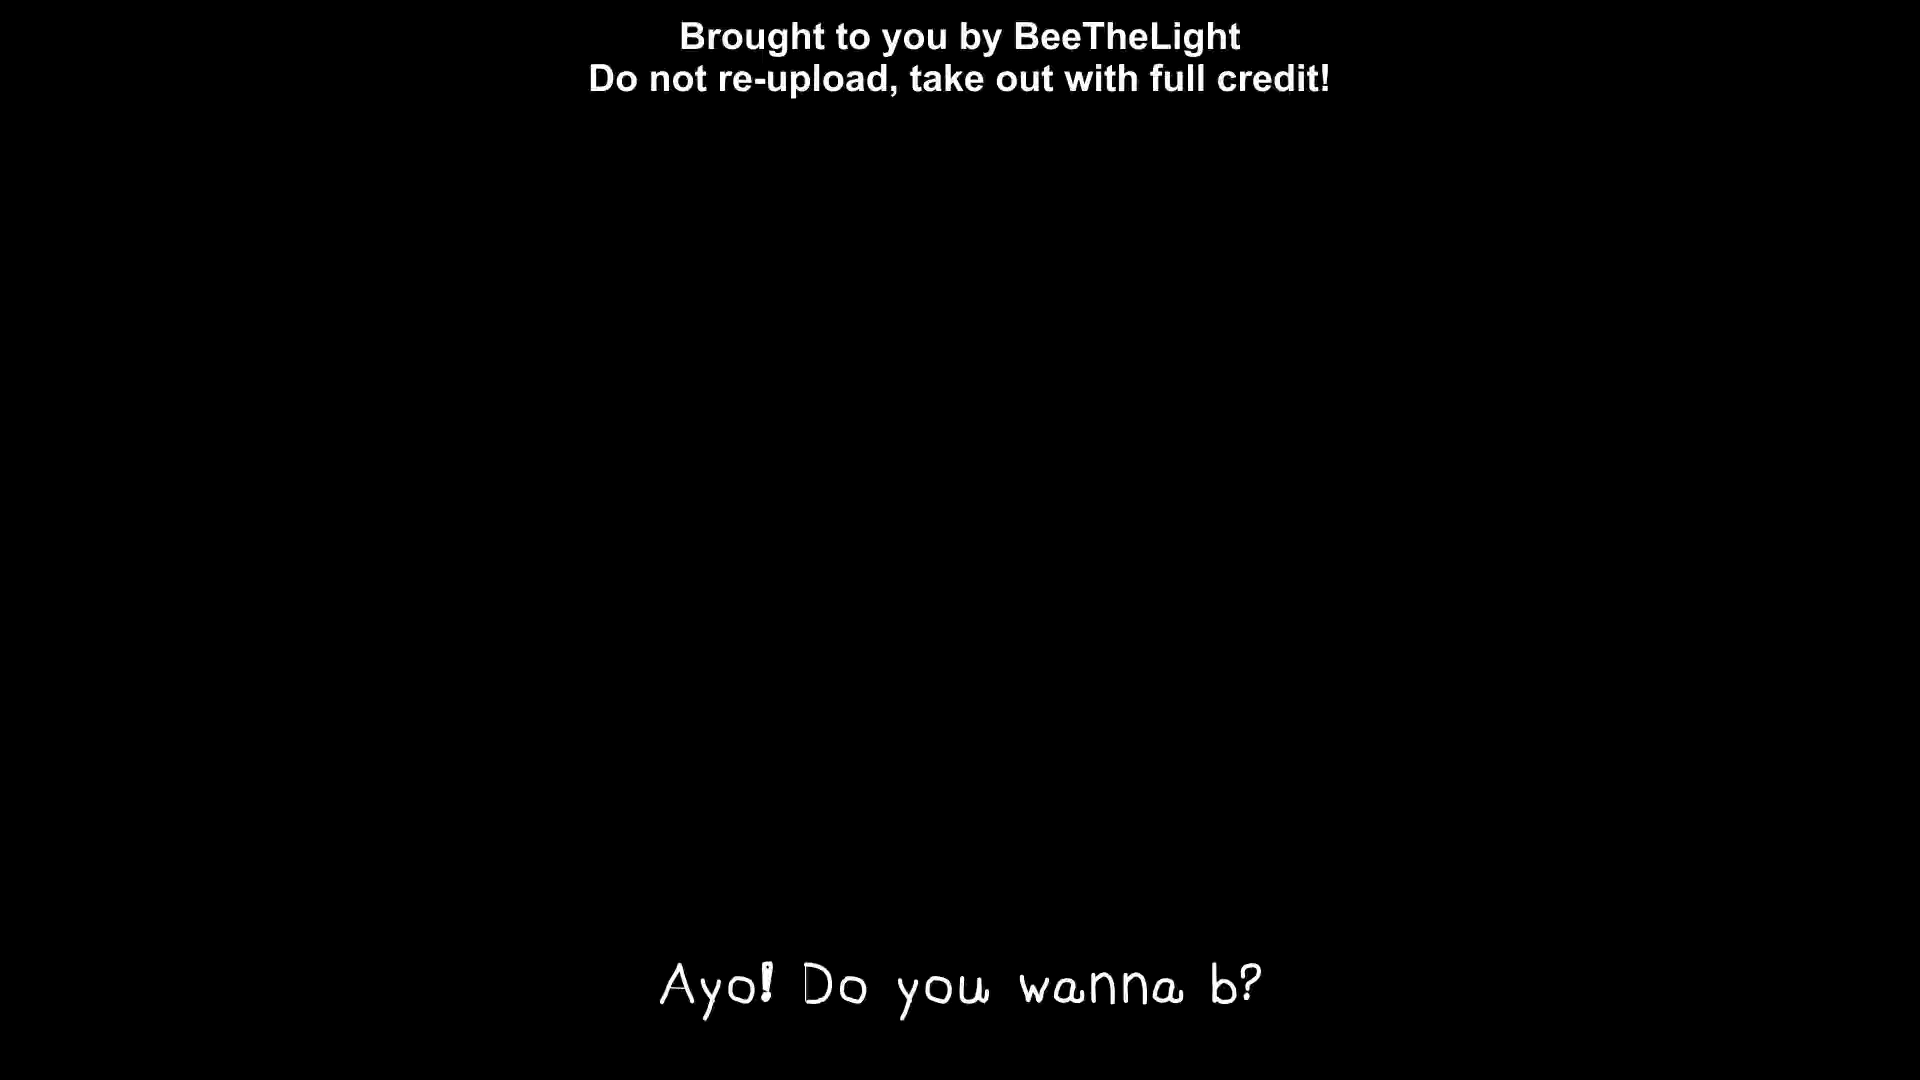 Brought to you by BeeTheLight
Do not re-upload, take out with full credit!
Ayo! Do you wanna b?